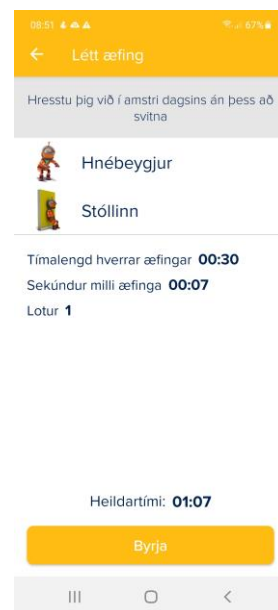 08:51 67%
Létt æfing
Hresstu þig við í amstri dagsins án þess að
svitna
Hnébeygjur
Stóllinn
Tímalengd hverrar æfingar 00:30
Sekúndur milli æfinga 00:07
Lotur 1
Heildartími: 01:07
Byrja